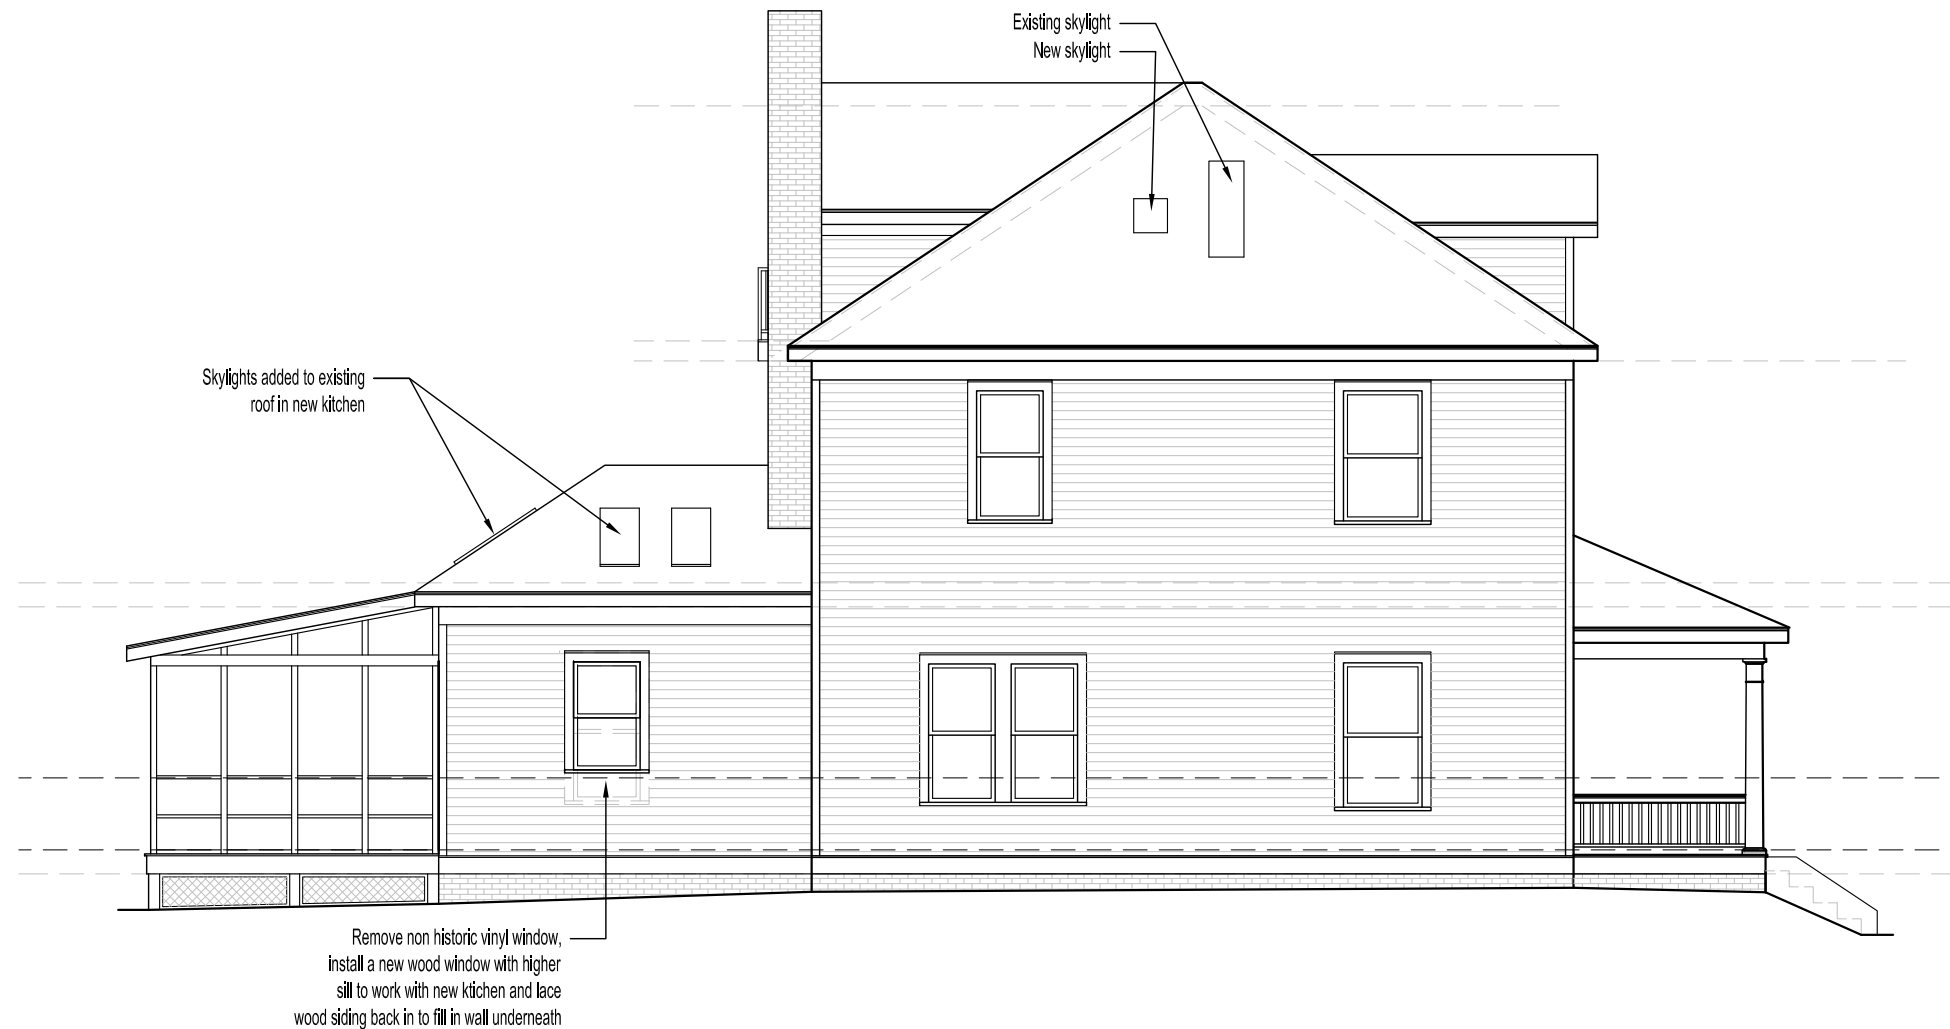 Existing skylight
New skylight
Skylights added to existing
roof in new kitchen
Remove non historic vinyl window,
install a new wood window with higher
sill to work with new ktichen and lace
wood siding back in to fill in wall underneath